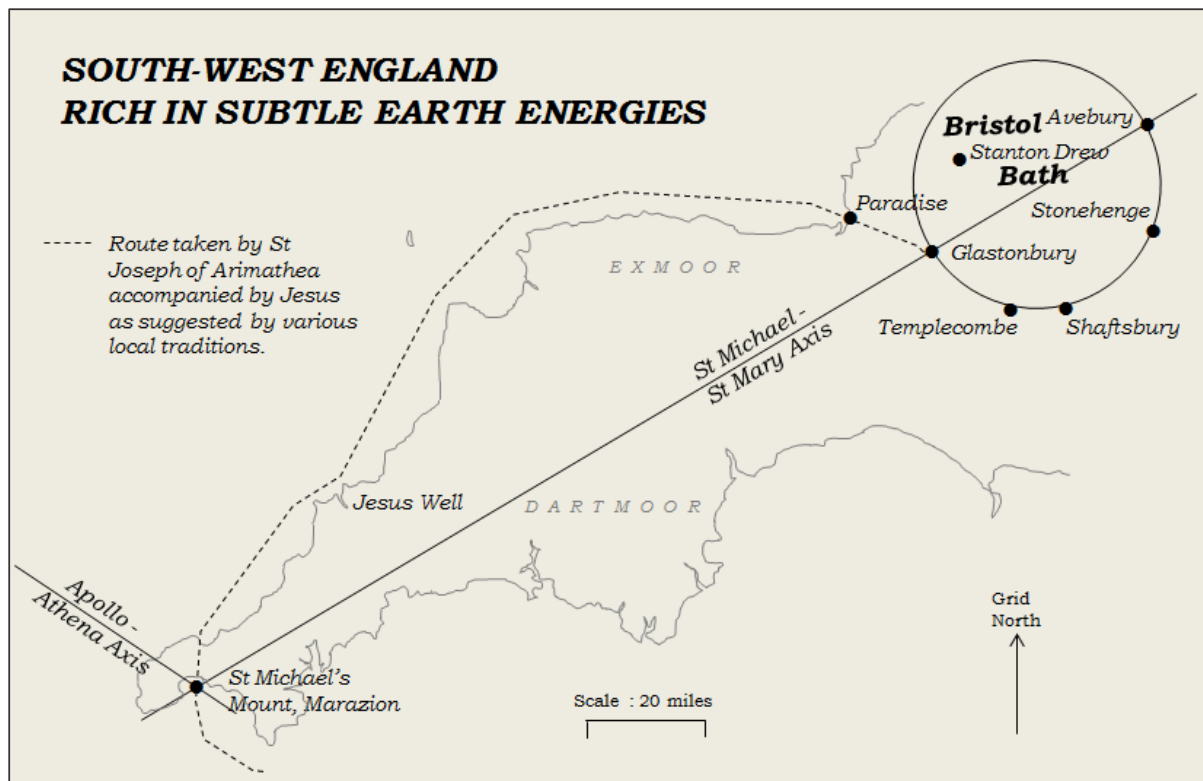 SOUTH-WEST ENGLAND
RICH IN SUBTLE EARTH ENERGIES
Bristol
Avebury
Stanton Drew
Bath
Paradise
Stonehenge
Route taken by St
Joseph of Arimathea
accompanied by Jesus
as suggested by various
local traditions.
EXMOOR
Glastonbury
Templecombe
Shaftsbury
St Michael-
St Mary Axis
Jesus Well
DARTMOOR
Apollo -
Athena Axis
Grid
North
St Michael's
Mount, Marazion
Scale : 20 miles